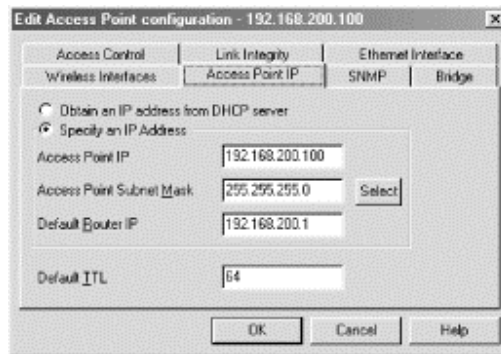 Edit Access Point configuration - 192.168.200.100
Access Control Link Integrity Ethernet Interface
Wireless Interfaces Access Point IP SNMP Bridge
Obtain an IP address from DHCP server
Specify an IP Address
Access Point IP 192.168.200.100
Access Point Subnet Mask 255.255.255.0 Select
Default Router IP 192.168.200.1
Default TTL 64
OK Cancel Help